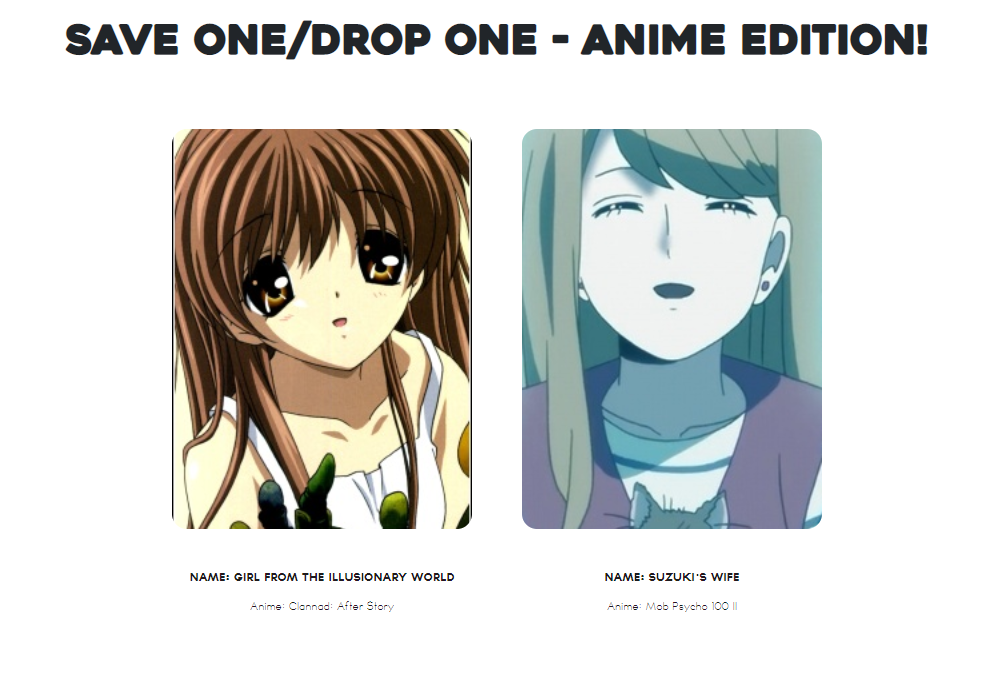 SAVE ONE/DROP ONE - ANIME EDITION!
NAME: GIRL FROM THE ILLUSIONARY WORLD
Anime: Clannad: After Story
NAME: SUZUKI'S WIFE
Anime: Mob Psycho 100 II